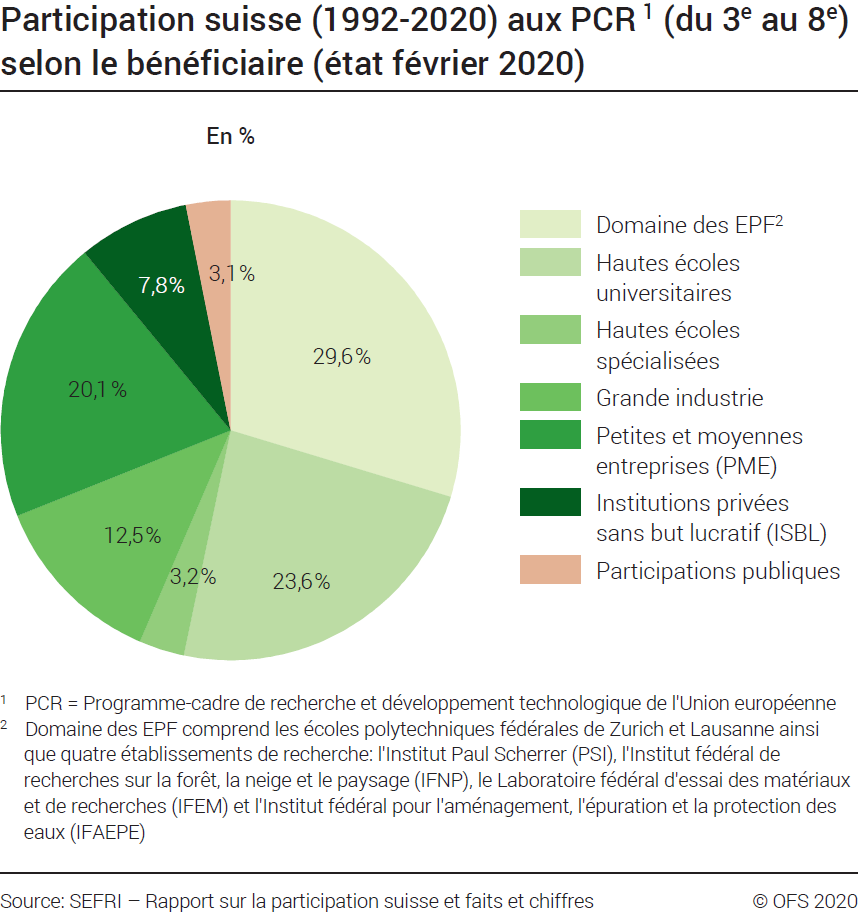 Participation suisse (1992-2020) aux PCR ¹ (du 3ᵉ au 8ᵉ)
selon le bénéficiaire (état février 2020)
En %
3,1%
7,8%
29,6%
20,1%
12,5%
3,2%
23,6%
Domaine des EPF²
Hautes écoles
universitaires
Hautes écoles
spécialisées
Grande industrie
Petites et moyennes
entreprises (PME)
Institutions privées
sans but lucratif (ISBL)
Participations publiques
¹ PCR = Programme-cadre de recherche et développement technologique de l'Union européenne
² Domaine des EPF comprend les écoles polytechniques fédérales de Zurich et Lausanne ainsi
que quatre établissements de recherche: l'Institut Paul Scherrer (PSI), l'Institut fédéral de
recherches sur la forêt, la neige et le paysage (IFNP), le Laboratoire fédéral d'essai des matériaux
et de recherches (IFEM) et l'Institut fédéral pour l'aménagement, l'épuration et la protection des
eaux (IFAEPE)
Source: SEFRI – Rapport sur la participation suisse et faits et chiffres
© OFS 2020